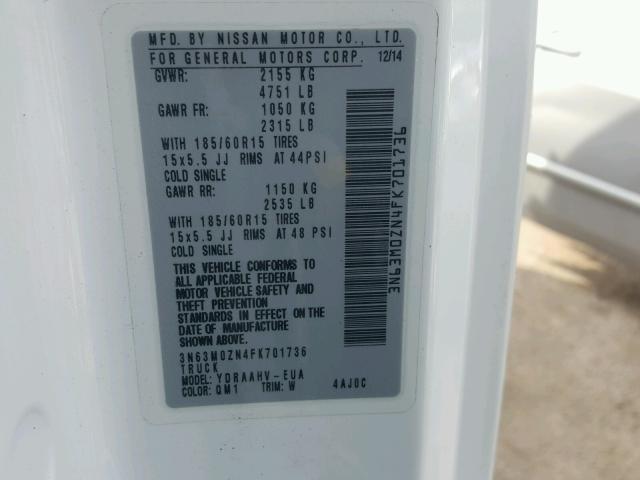 MFD. BY NISSAN MOTOR CO., LTD.
FOR GENERAL MOTORS CORP. 12/14
GVWR: 2155 KG
4751 LB
GAWR FR: 1050 KG
2315 LB
WITH 185/60R15 TIRES
15x5.5 JJ RIMS AT 44PSI
COLD SINGLE
GAWR RR: 1150 KG
2535 LB
WITH 185/60R15 TIRES
15x5.5 JJ RIMS AT 48 PSI
COLD SINGLE
THIS VEHICLE CONFORMS TO
ALL APPLICABLE FEDERAL
MOTOR VEHICLE SAFETY AND
THEFT PREVENTION
STANDARDS IN EFFECT ON THE
DATE OF MANUFACTURE SHOWN
ABOVE.
3N63M0ZN4FK701736
TRUCK
MODEL: YDRAAHV-EUA
COLOR: QM1 TRIM: W 4AJ0C
3N63M0ZN4FK701736